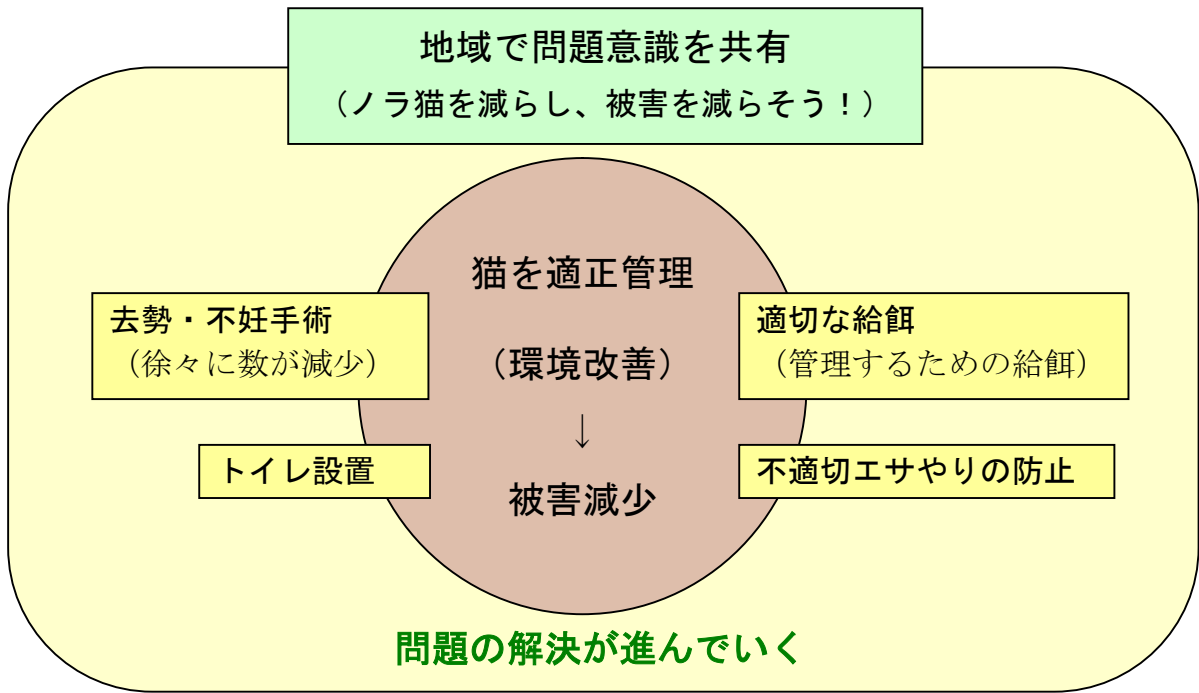 地域で問題意識を共有
（ノラ猫を減らし、被害を減らそう！）
猫を適正管理
（環境改善）
↓
被害減少
去勢・不妊手術
（徐々に数が減少）
トイレ設置
適切な給餌
（管理するための給餌）
不適切エサやりの防止
問題の解決が進んでいく